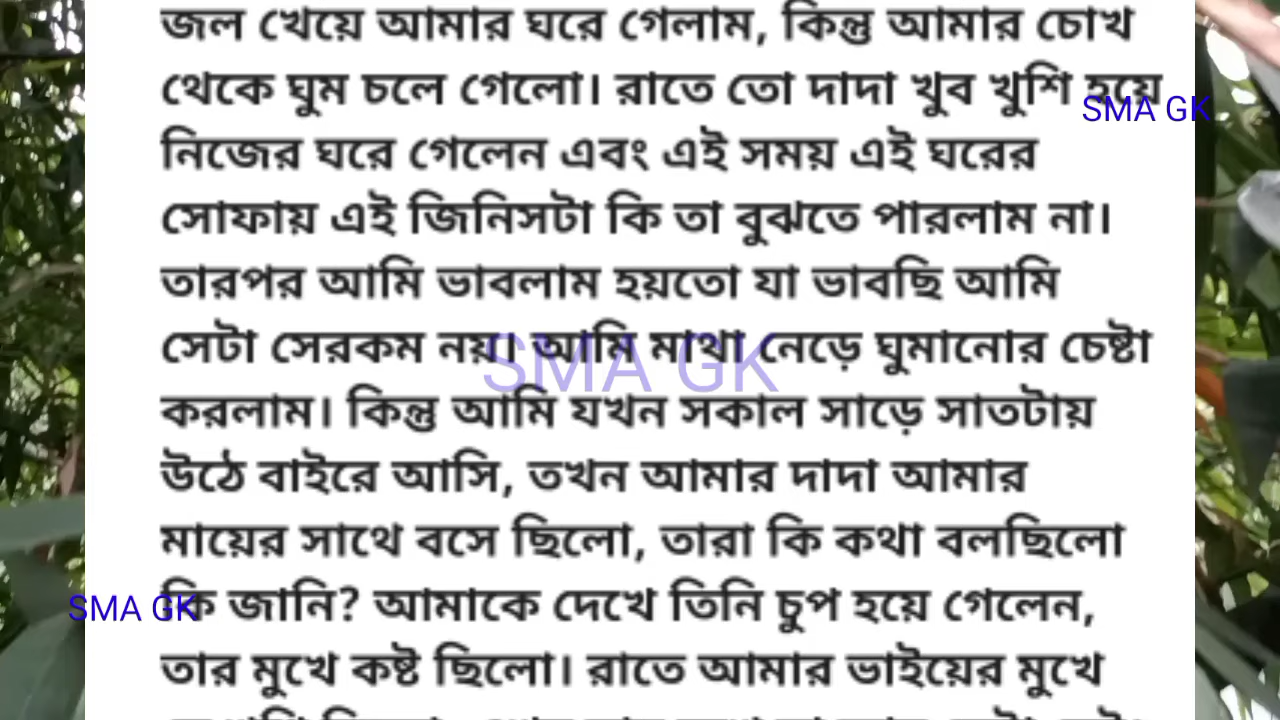 জল খেয়ে আমার ঘরে গেলাম, কিন্তু আমার চোখ
থেকে ঘুম চলে গেলো। রাতে তো দাদা খুব খুশি হয়ে
SMA GK
নিজের ঘরে গেলেন এবং এই সময় এই ঘরের
সোফায় এই জিনিসটা কি তা বুঝতে পারলাম না।
তারপর আমি ভাবলাম হয়তো যা ভাবছি আমি
সেটা সেরকম নয়। আমি মাথা নেড়ে ঘুমানোর চেষ্টা
SMA GK
করলাম। কিন্তু আমি যখন সকাল সাড়ে সাতটায়
উঠে বাইরে আসি, তখন আমার দাদা আমার
মায়ের সাথে বসে ছিলো, তারা কি কথা বলছিলো
SMA GK
কি জানি? আমাকে দেখে তিনি চুপ হয়ে গেলেন,
তার মুখে কষ্ট ছিলো। রাতে আমার ভাইয়ের মুখে